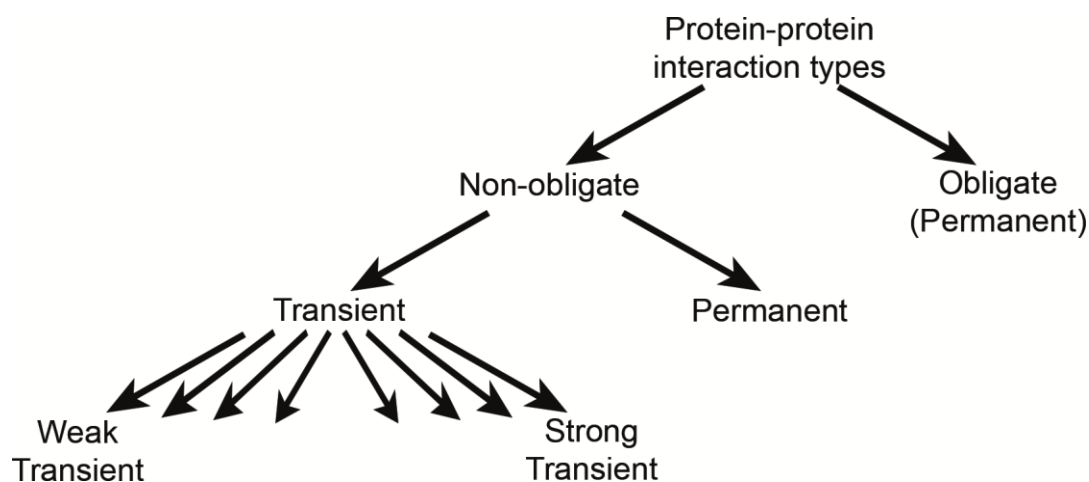 Protein-protein
interaction types
Non-obligate
Obligate
(Permanent)
Transient
Permanent
Weak
Transient
Strong
Transient